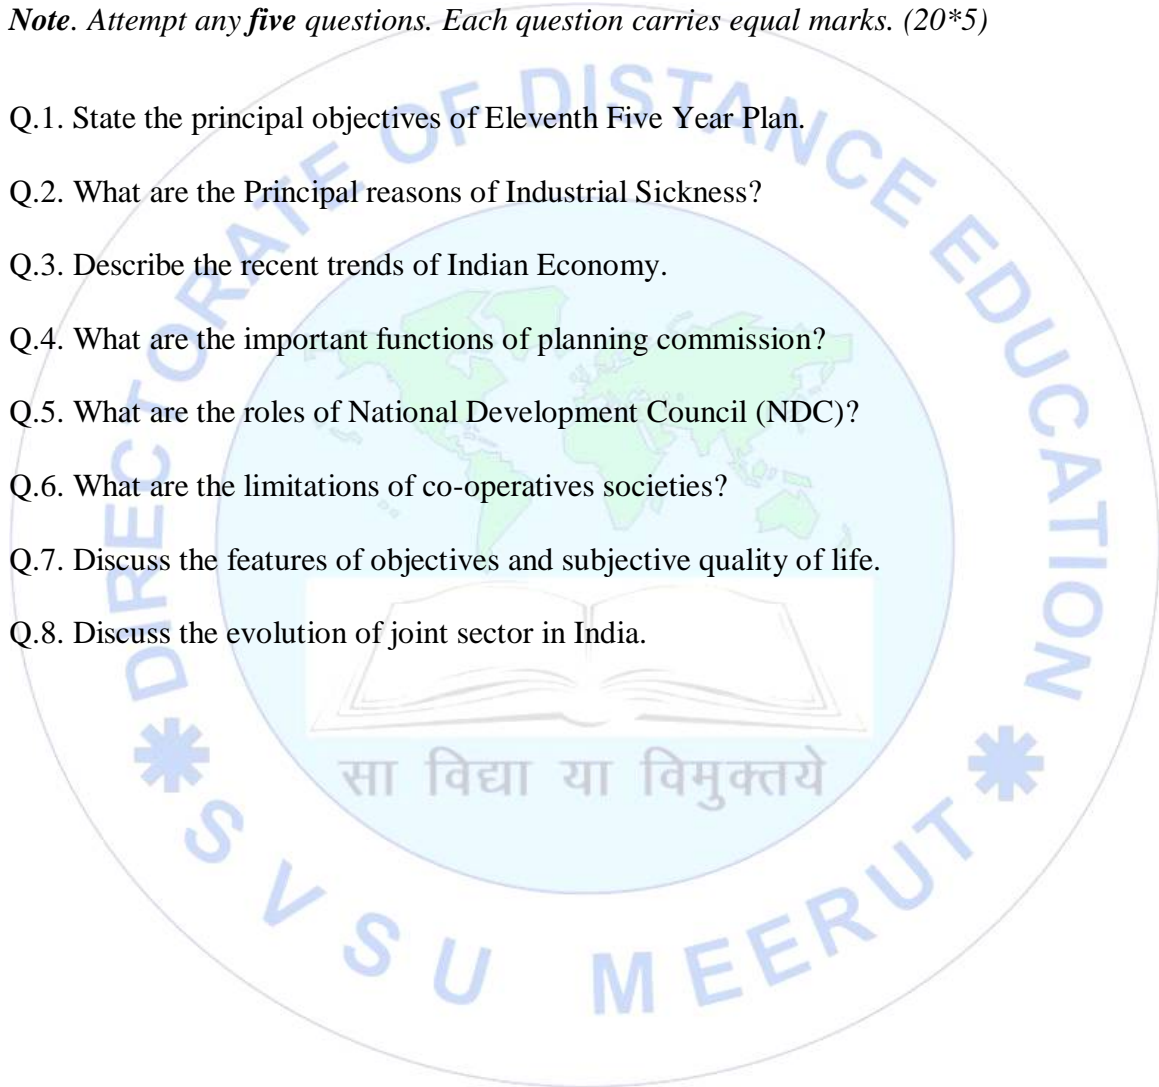 Note. Attempt any five questions. Each question carries equal marks. (20*5)
Q.1. State the principal objectives of Eleventh Five Year Plan.
Q.2. What are the Principal reasons of Industrial Sickness?
Q.3. Describe the recent trends of Indian Economy.
Q.4. What are the important functions of planning commission?
Q.5. What are the roles of National Development Council (NDC)?
Q.6. What are the limitations of co-operatives societies?
Q.7. Discuss the features of objectives and subjective quality of life.
Q.8. Discuss the evolution of joint sector in India.
DIRECTORATE OF DISTANCE EDUCATION
सा विद्या या विमुक्तये
SVSU MEERUT